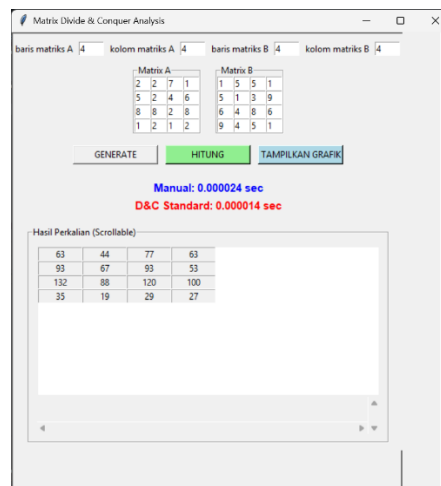 Matrix Divide & Conquer Analysis
baris matriks A 4 kolom matriks A 4 baris matriks B 4 kolom matriks B 4
Matrix A Matrix B
2 2 7 1 1 5 5 1
5 2 4 6 5 1 3 9
8 8 2 8 6 4 8 6
1 2 1 2 9 4 5 1
GENERATE HITUNG TAMPILKAN GRAFIK
Manual: 0.000024 sec
D&C Standard: 0.000014 sec
Hasil Perkalian (Scrollable)
63 44 77 63
93 67 93 53
132 88 120 100
35 19 29 27